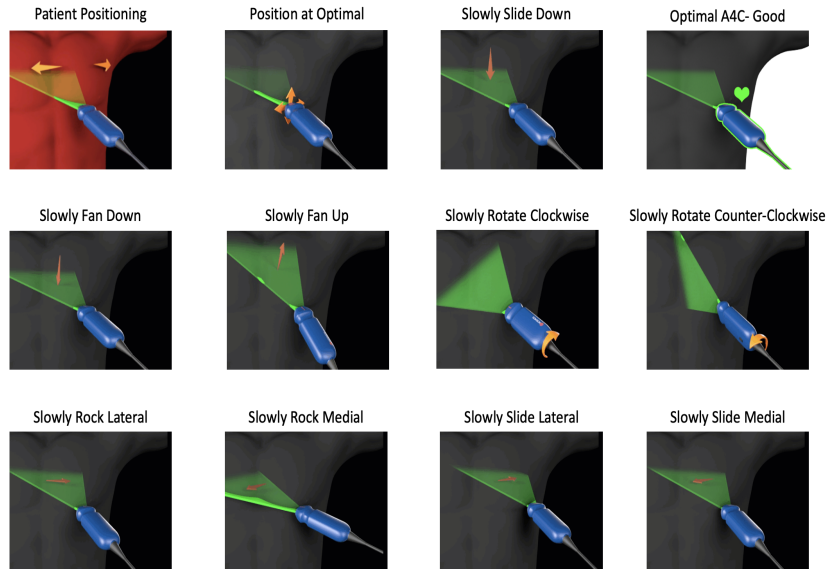 Patient Positioning
Position at Optimal
Slowly Slide Down
Optimal A4C- Good
Slowly Fan Down
Slowly Fan Up
Slowly Rotate Clockwise
Slowly Rotate Counter-Clockwise
Slowly Rock Lateral
Slowly Rock Medial
Slowly Slide Lateral
Slowly Slide Medial